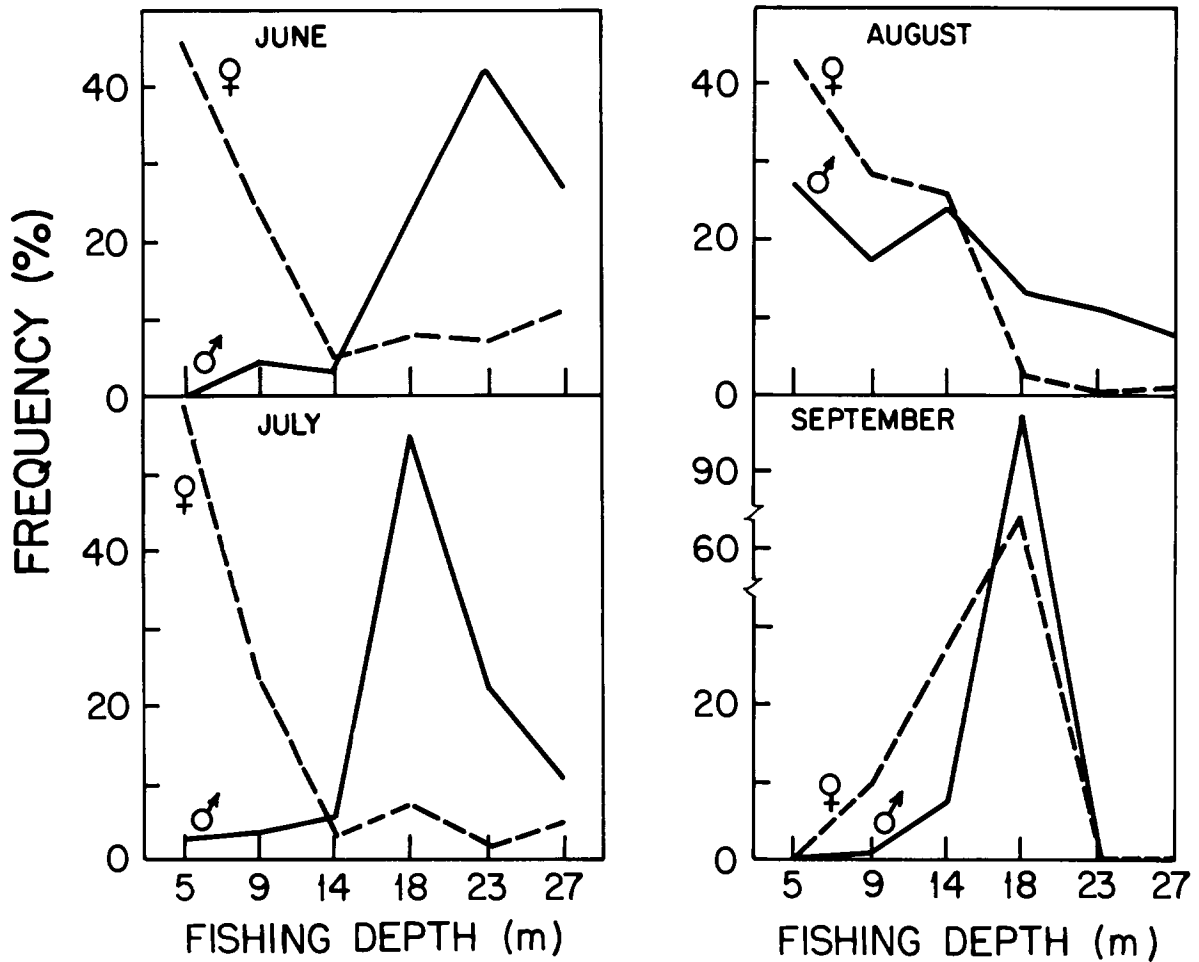 FREQUENCY (%)
JUNE
♀
♂
40
20
0
JULY
♀
♂
40
20
0
5 9 14 18 23 27
FISHING DEPTH (m)
AUGUST
♀
♂
40
20
0
SEPTEMBER
♀
♂
90
60
20
0
5 9 14 18 23 27
FISHING DEPTH (m)